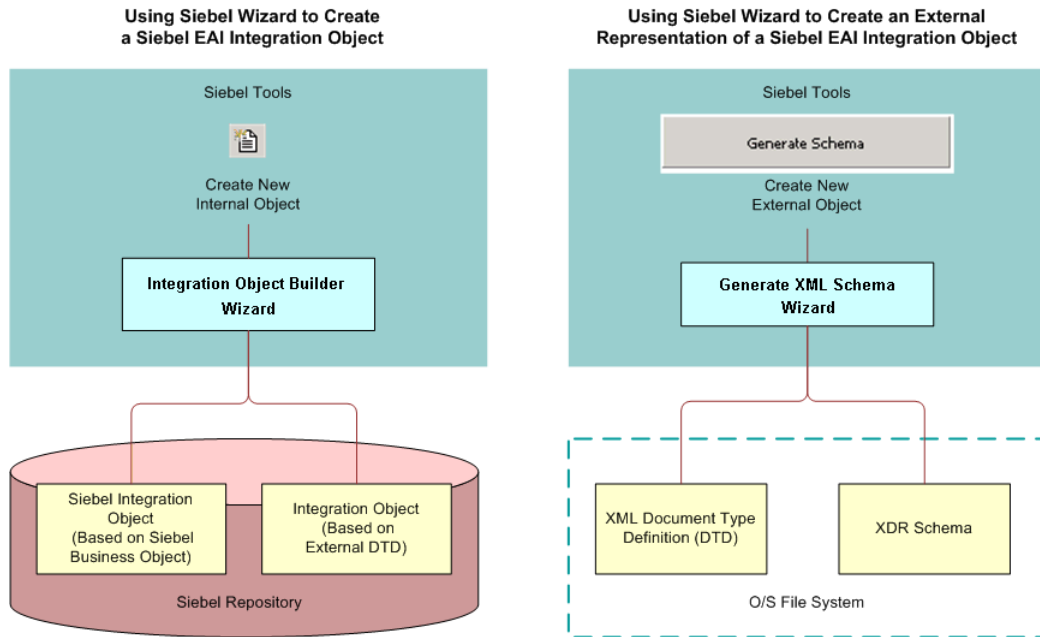 Using Siebel Wizard to Create
a Siebel EAI Integration Object
Siebel Tools
Create New
Internal Object
Integration Object Builder
Wizard
Siebel Integration
Object
(Based on Siebel
Business Object)
Integration Object
(Based on
External DTD)
Siebel Repository
Using Siebel Wizard to Create an External
Representation of a Siebel EAI Integration Object
Siebel Tools
Generate Schema
Create New
External Object
Generate XML Schema
Wizard
XML Document Type
Definition (DTD)
XDR Schema
O/S File System